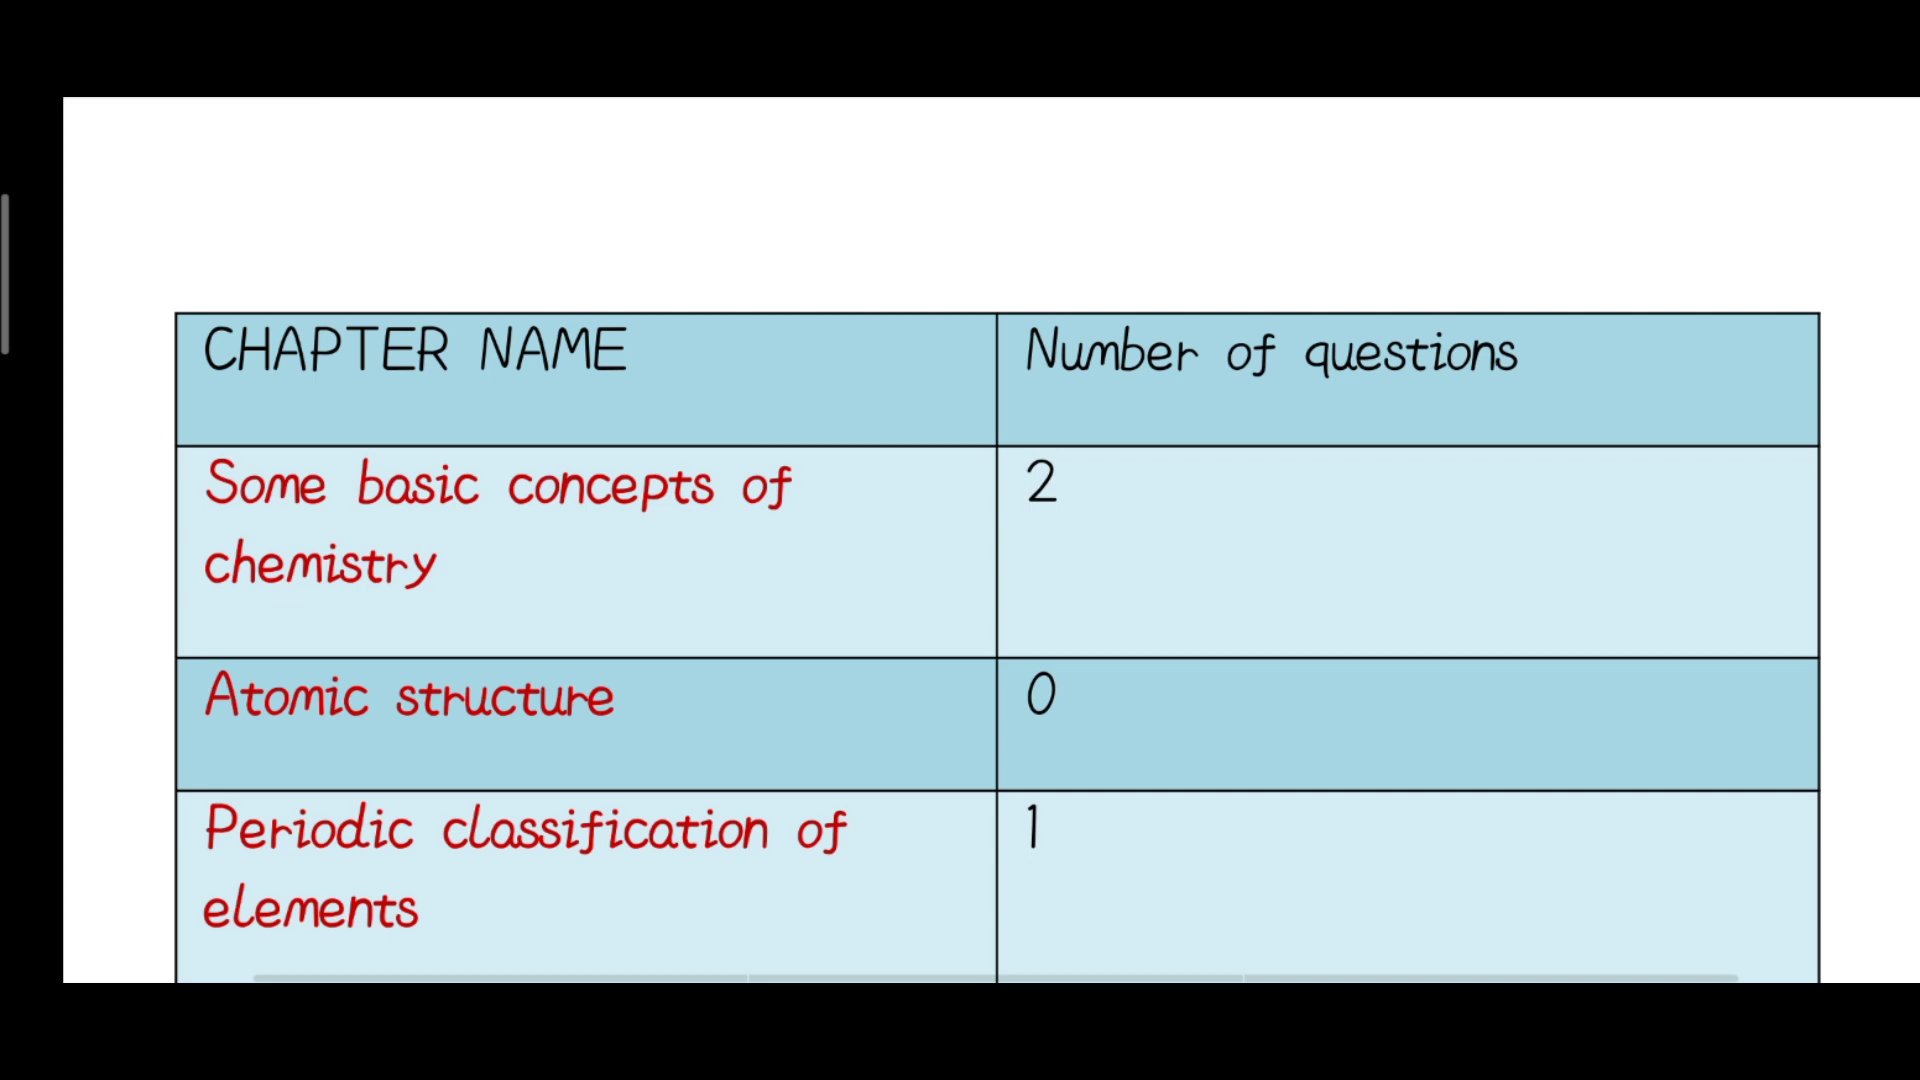 CHAPTER NAME
Number of questions
Some basic concepts of
chemistry
2
Atomic structure
0
Periodic classification of
elements
1